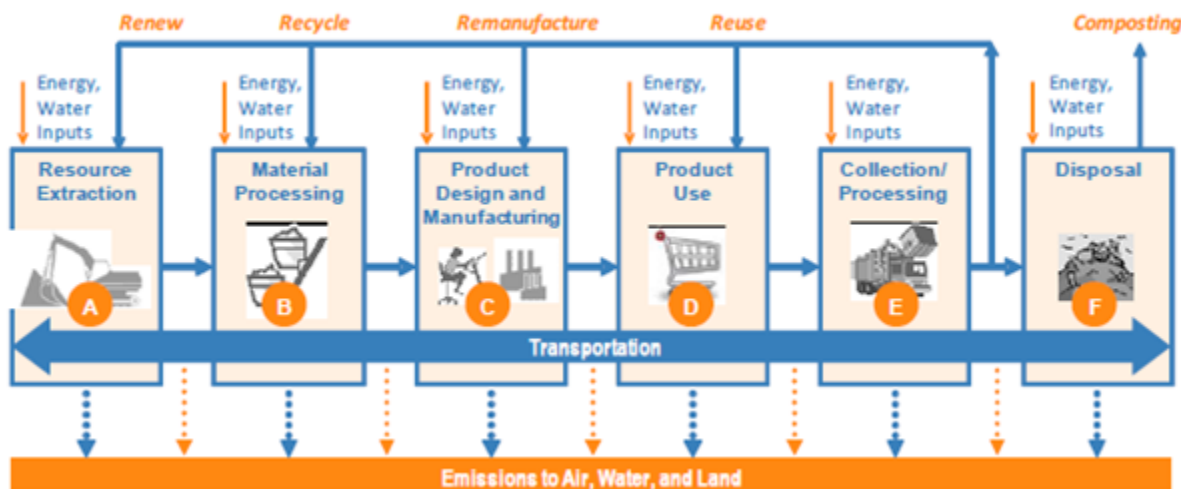 Renew
Recycle
Remanufacture
Reuse
Composting
Energy,
Water
Inputs
Energy,
Water
Inputs
Energy,
Water
Inputs
Energy,
Water
Inputs
Energy,
Water
Inputs
Energy,
Water
Inputs
Resource
Extraction
Material
Processing
Product
Design and
Manufacturing
Product
Use
Collection/
Processing
Disposal
A
B
C
D
E
F
Transportation
Emissions to Air, Water, and Land